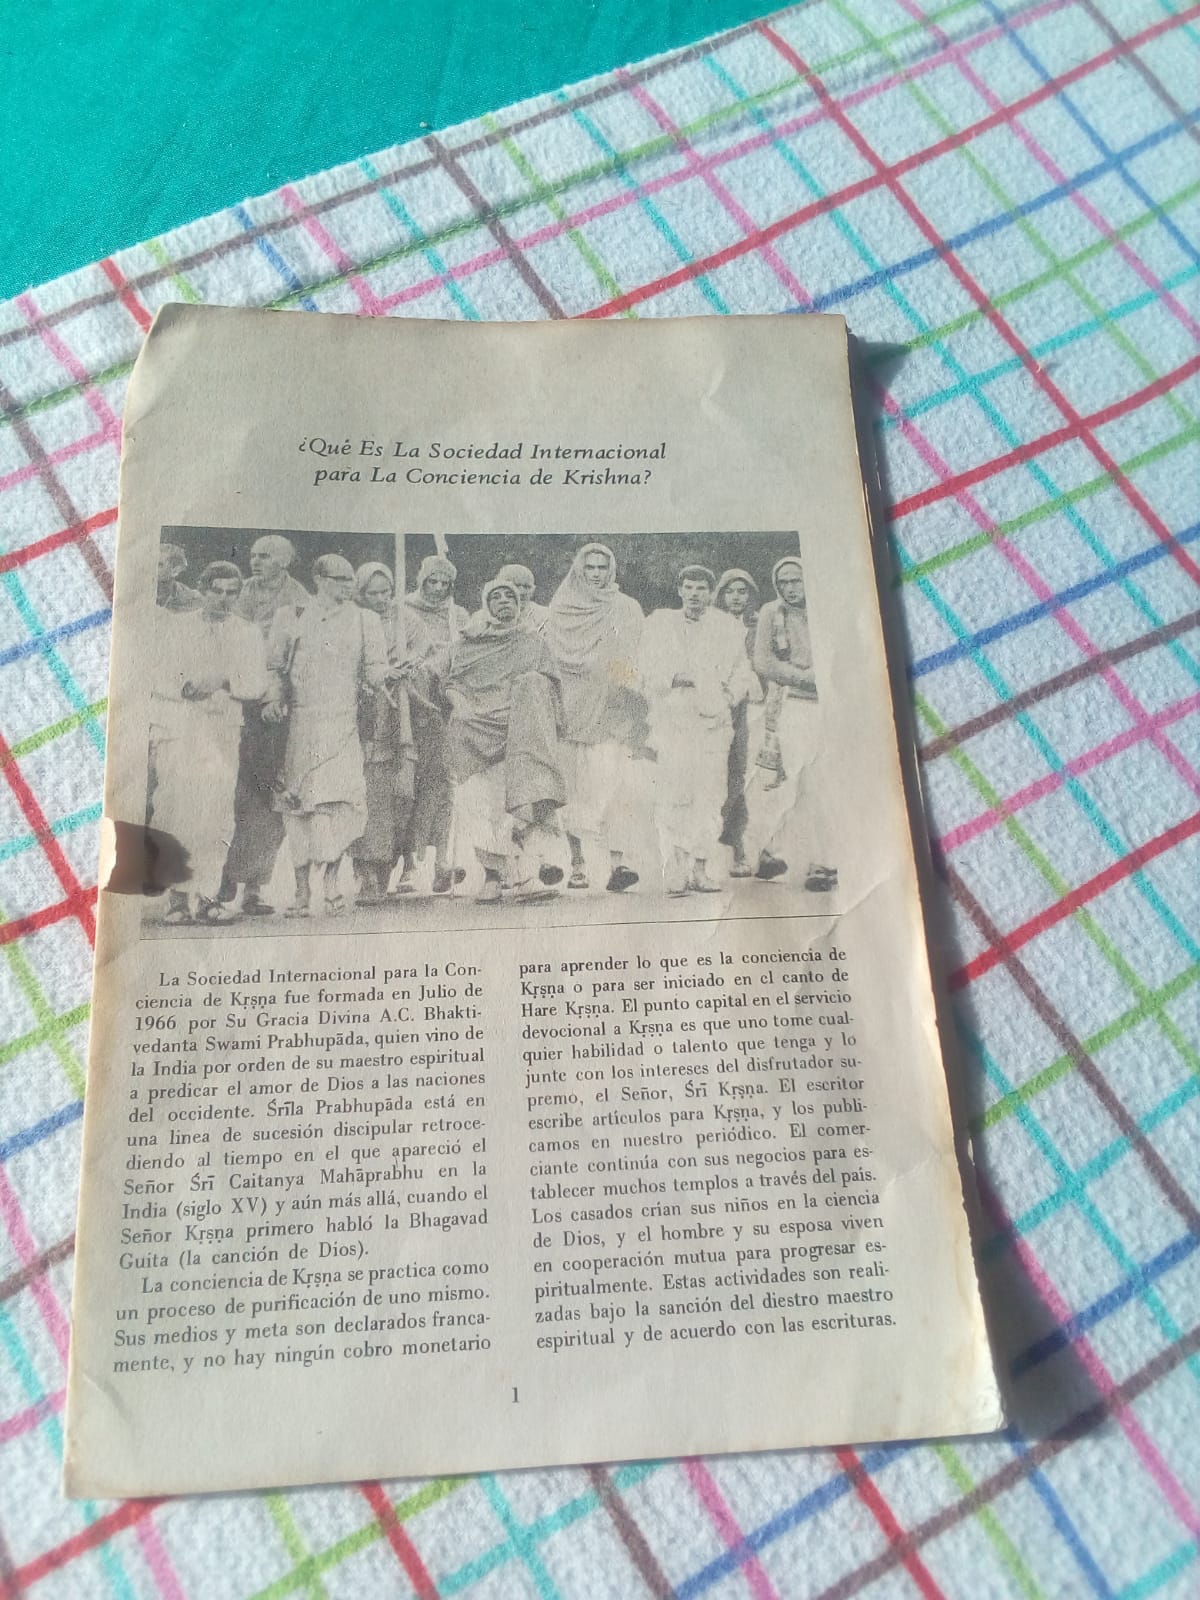 ¿Qué Es La Sociedad Internacional
para La Conciencia de Krishna?
La Sociedad Internacional para la Con-
ciencia de Kṛṣṇa fue formada en Julio de
1966 por Su Gracia Divina A.C. Bhakti-
vedanta Swami Prabhupāda, quien vino de
la India por orden de su maestro espiritual
a predicar el amor de Dios a las naciones
del occidente. Śrīla Prabhupāda está en
una linea de sucesión discipular retroce-
diendo al tiempo en el que apareció el
Señor Śrī Caitanya Mahāprabhu en la
India (siglo XV) y aún más allá, cuando el
Señor Kṛṣṇa primero habló la Bhagavad
Guita (la canción de Dios).
La conciencia de Kṛṣṇa se practica como
un proceso de purificación de uno mismo.
Sus medios y meta son declarados franca-
mente, y no hay ningún cobro monetario
para aprender lo que es la conciencia de
Kṛṣṇa o para ser iniciado en el canto de
Hare Kṛṣṇa. El punto capital en el servicio
devocional a Kṛṣṇa es que uno tome cual-
quier habilidad o talento que tenga y lo
junte con los intereses del disfrutador su-
premo, el Señor, Śrī Kṛṣṇa. El escritor
escribe artículos para Kṛṣṇa, y los publi-
camos en nuestro periódico. El comer-
ciante continúa con sus negocios para es-
tablecer muchos templos a través del país.
Los casados crían sus niños en la ciencia
de Dios, y el hombre y su esposa viven
en cooperación mutua para progresar es-
piritualmente. Estas actividades son reali-
zadas bajo la sanción del diestro maestro
espiritual y de acuerdo con las escrituras.
1